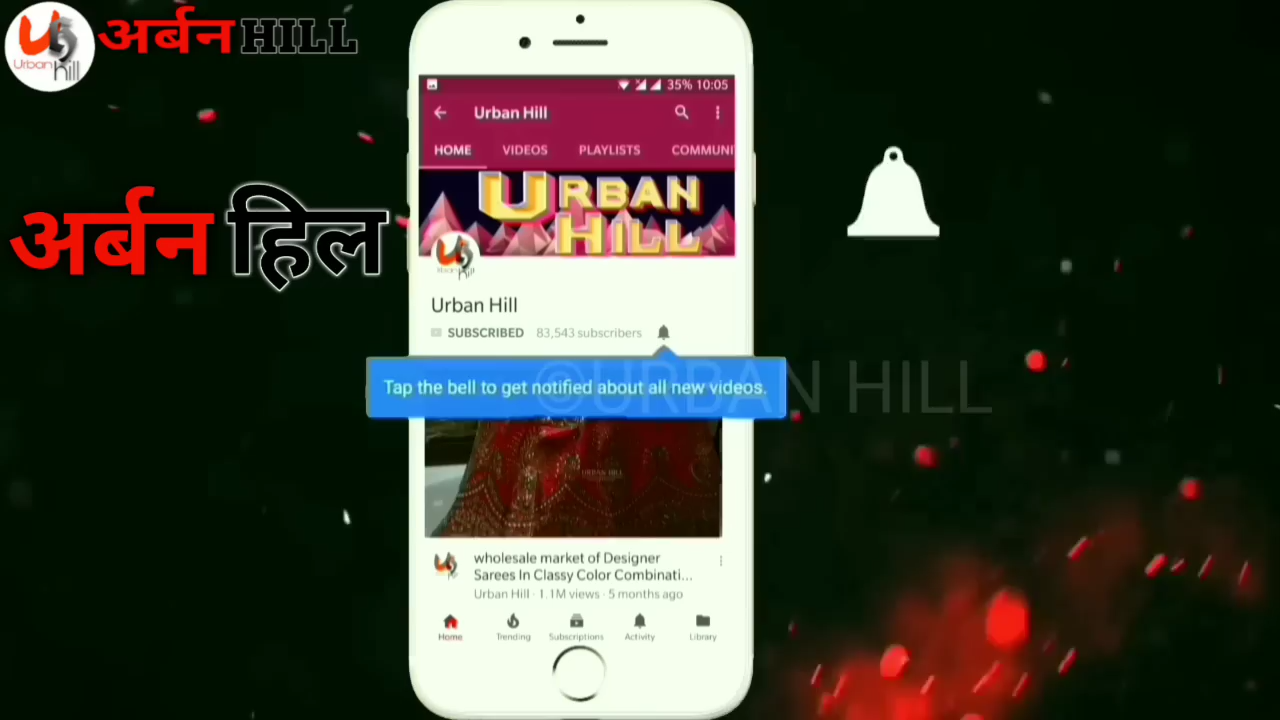 Urban
hill
अर्बन HILL
अर्बन हिल
35% 10:05
Urban Hill
HOME VIDEOS PLAYLISTS COMMUNI
URBAN
HILL
Urban Hill
SUBSCRIBED 83,543 subscribers
Tap the bell to get notified about all new videos.
©URBAN HILL
URBAN HILL
wholesale market of Designer
Sarees In Classy Color Combinati...
Urban Hill · 1.1M views · 5 months ago
Home Trending Subscriptions Activity Library